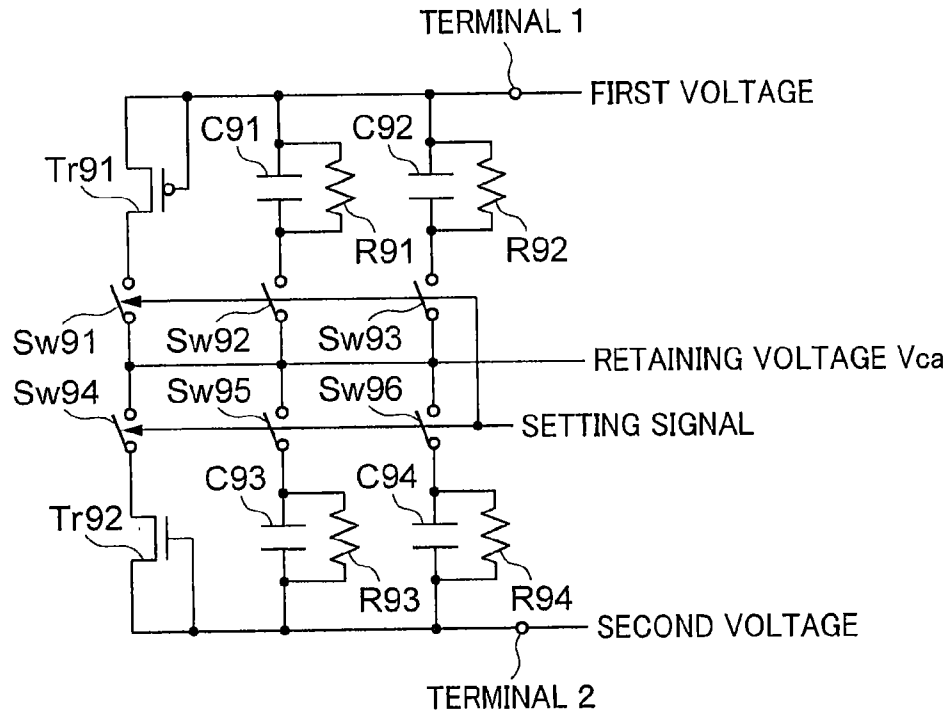 TERMINAL 1
FIRST VOLTAGE
C91
C92
Tr91
R91
R92
Sw91
Sw92
Sw93
RETAINING VOLTAGE Vca
Sw94
Sw95
Sw96
SETTING SIGNAL
C93
C94
Tr92
R93
R94
SECOND VOLTAGE
TERMINAL 2